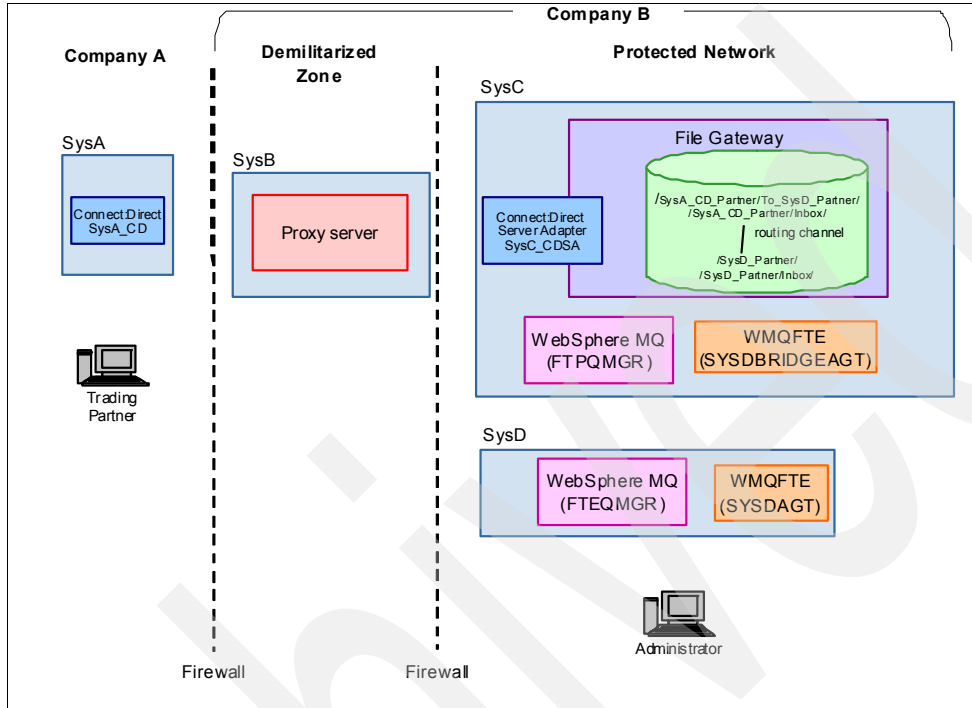 Company B
Company A
Demilitarized
Zone
Protected Network
SysC
SysA
File Gateway
SysB
/SysA_CD_Partner/To_SysD_Partner/
/SysA_CD_Partner/Inbox/
Connect:Direct
SysA_CD
Connect:Direct
Server Adapter
SysC_CDSA
Proxy server
routing channel
/SysD_Partner/
/SysD_Partner/Inbox/
WebSphere MQ
(FTPQMGR)
WMQFTE
(SYSDBRIDGEAGT)
Trading
Partner
SysD
WebSphere MQ
(FTEQMGR)
WMQFTE
(SYSDAGT)
Administrator
Firewall
Firewall